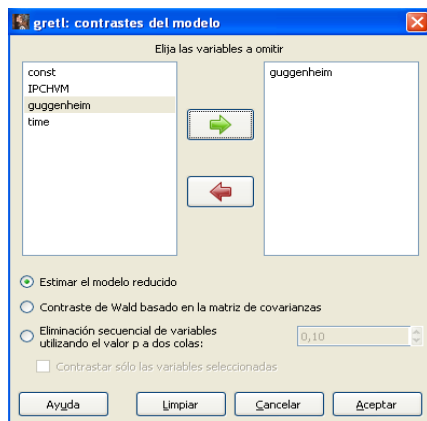 gretl: contrastes del modelo
Elija las variables a omitir
const
IPCHVM
guggenheim
time
guggenheim
Estimar el modelo reducido
Contraste de Wald basado en la matriz de covarianzas
Eliminación secuencial de variables
utilizando el valor p a dos colas:
0,10
Contrastar sólo las variables seleccionadas
Ayuda
Limpiar
Cancelar
Aceptar